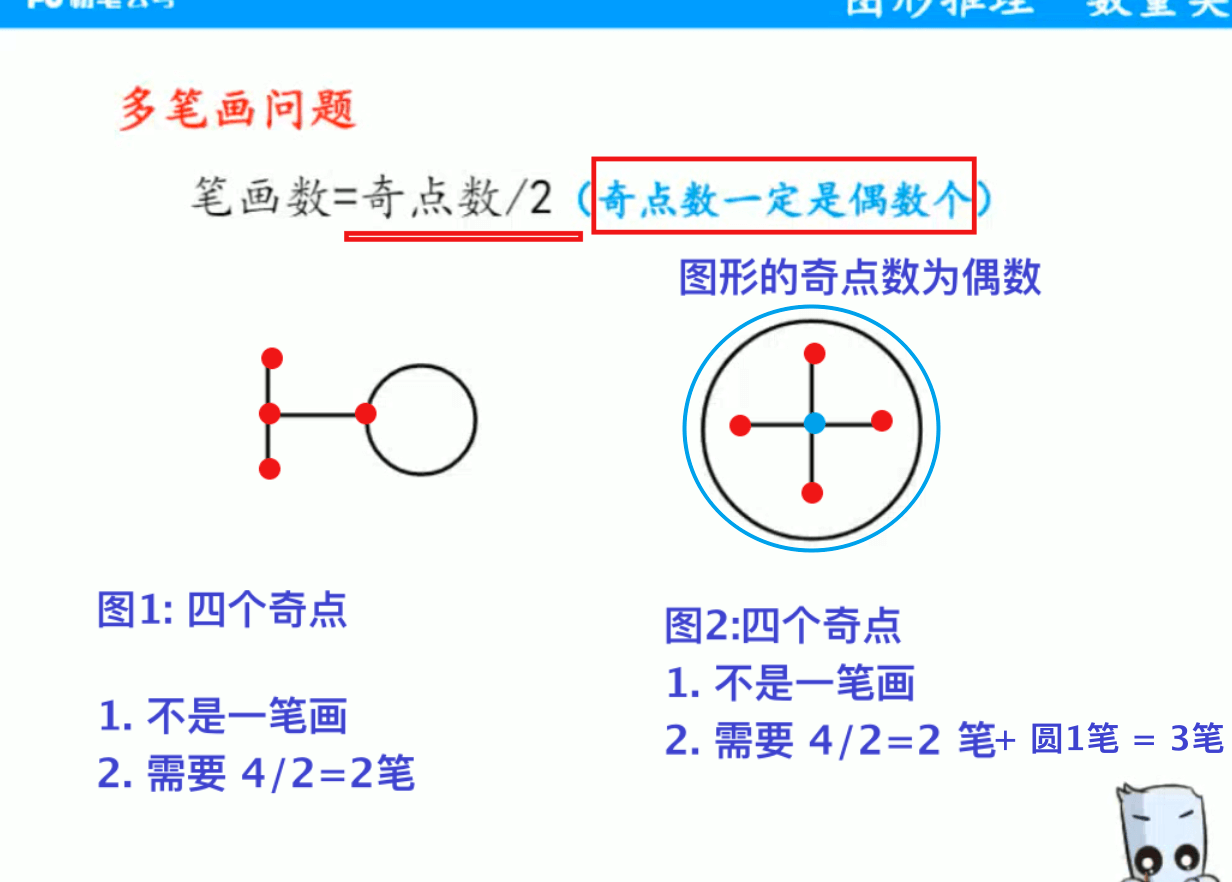 图形推理 数量类
多笔画问题
笔画数=奇点数/2 (奇点数一定是偶数个)
图形的奇点数为偶数
图1: 四个奇点
1. 不是一笔画
2. 需要 4/2=2笔
图2:四个奇点
1. 不是一笔画
2. 需要 4/2=2 笔+ 圆1笔 = 3笔